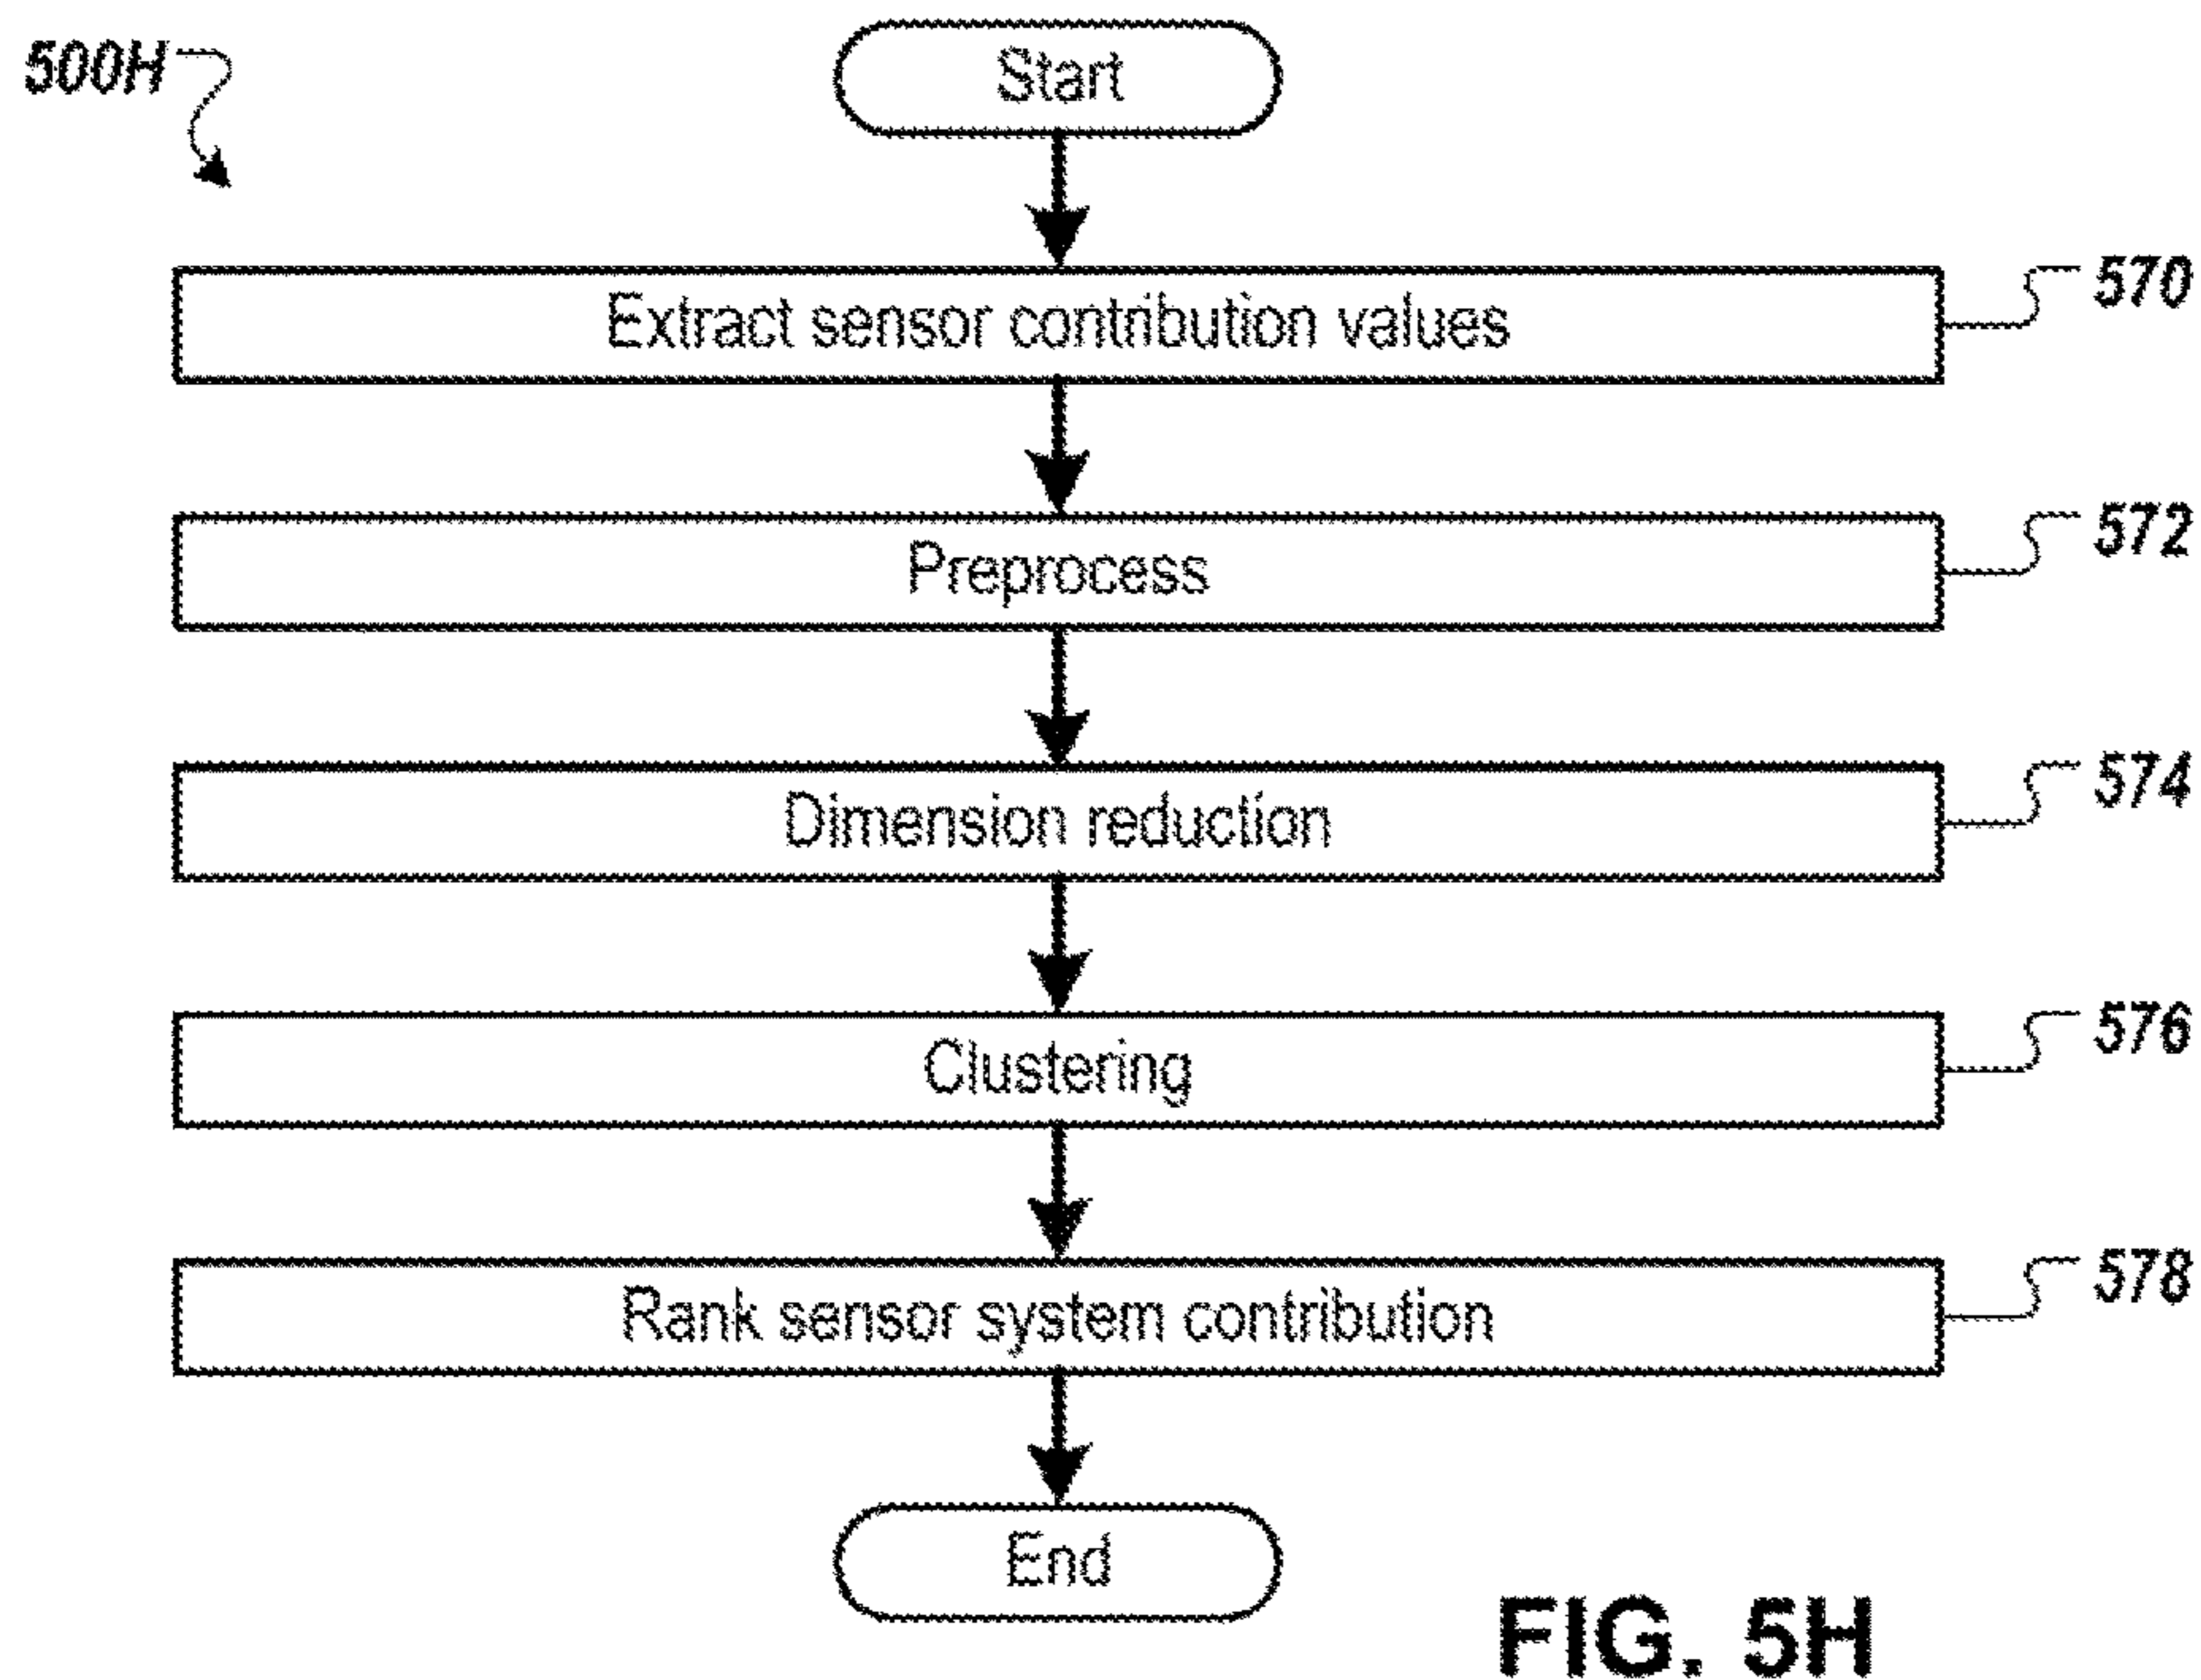 500H
Start
Extract sensor contribution values
570
Preprocess
572
Dimension reduction
574
Clustering
576
Rank sensor system contribution
578
End
FIG. 5H